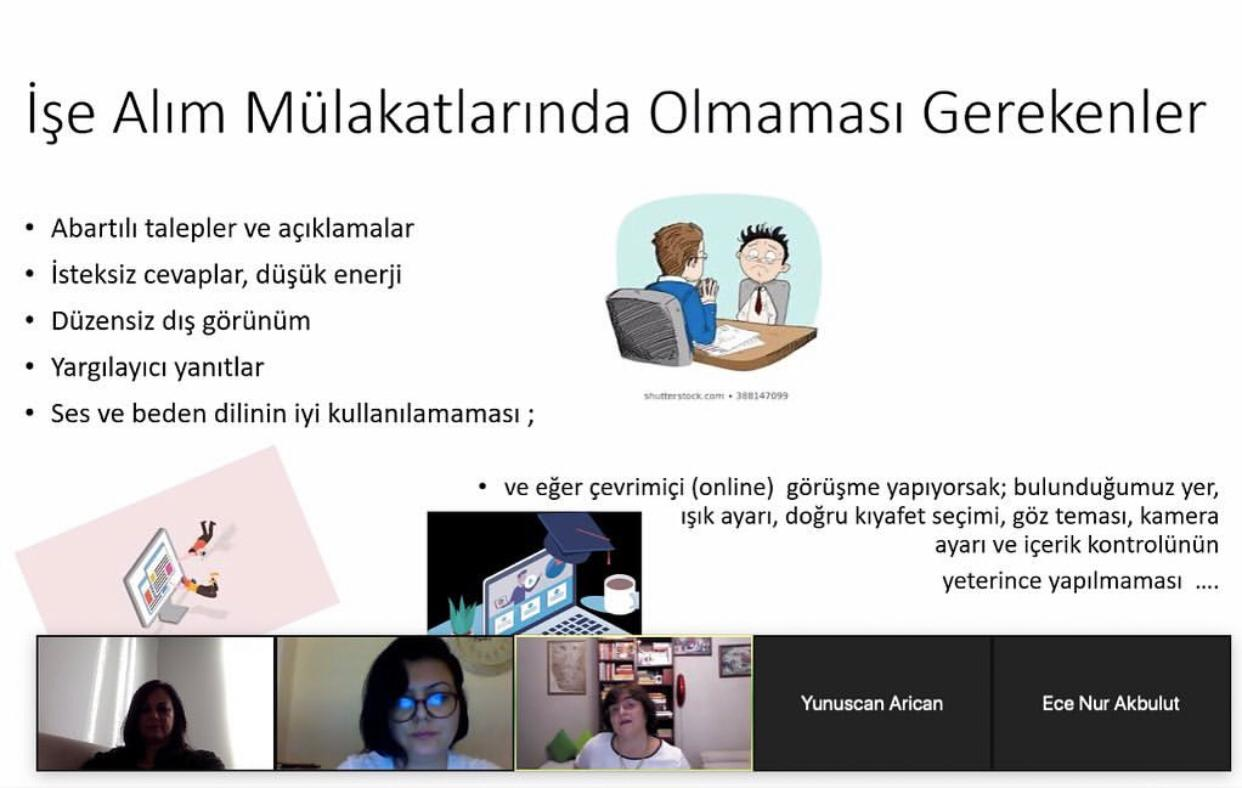 İşe Alım Mülakatlarında Olmaması Gerekenler
• Abartılı talepler ve açıklamalar
• İsteksiz cevaplar, düşük enerji
• Düzensiz dış görünüm
• Yargılayıcı yanıtlar
• Ses ve beden dilinin iyi kullanılamaması ;
shutterstock.com • 388147099
• ve eğer çevrimiçi (online) görüşme yapıyorsak; bulunduğumuz yer,
ışık ayarı, doğru kıyafet seçimi, göz teması, kamera
ayarı ve içerik kontrolünün
yeterince yapılmaması ....
Yunuscan Arican
Ece Nur Akbulut